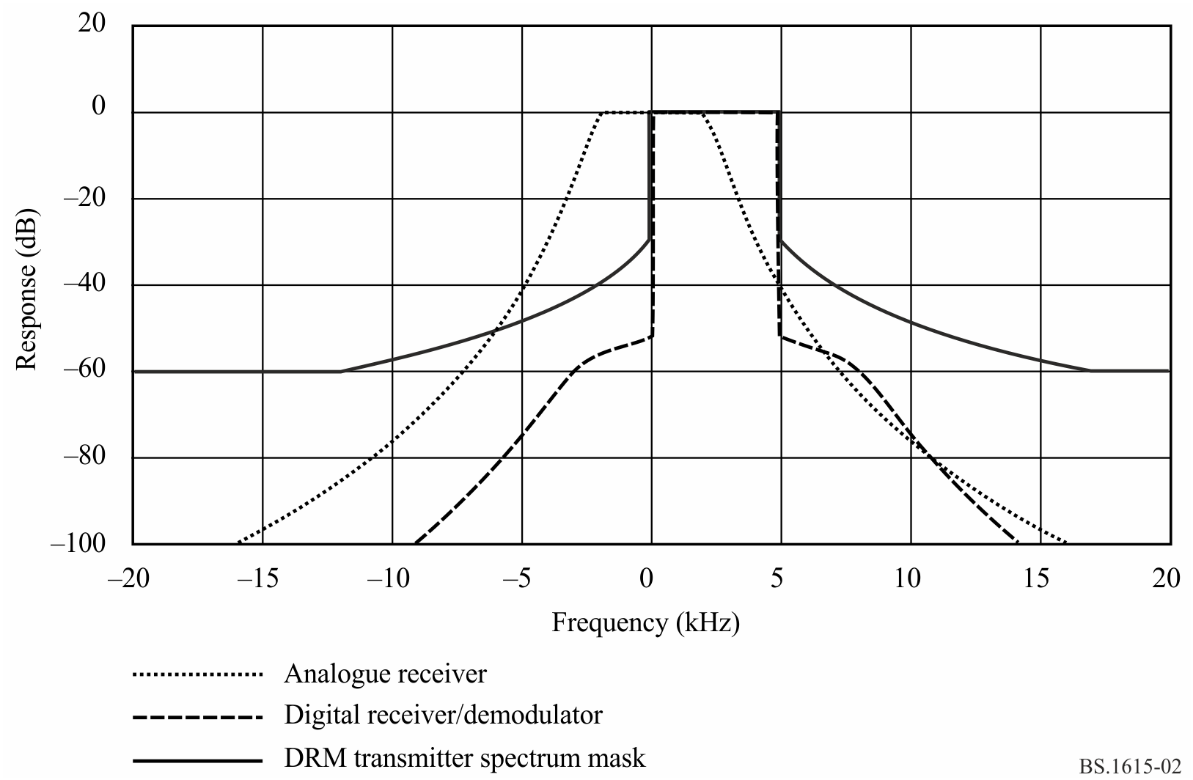 20
0
–20
–40
–60
–80
–100
Response (dB)
–20 –15 –10 –5 0 5 10 15 20
Frequency (kHz)
Analogue receiver
Digital receiver/demodulator
DRM transmitter spectrum mask
BS.1615-02